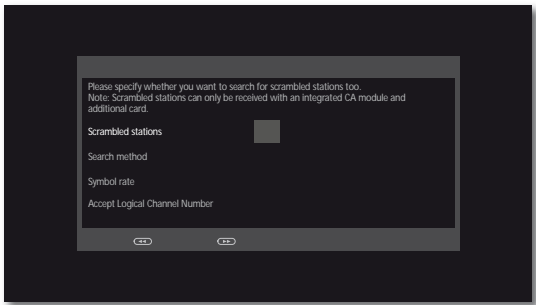 Please specify whether you want to search for scrambled stations too.
Note: Scrambled stations can only be received with an integrated CA module and
additional card.
Scrambled stations
Search method
Symbol rate
Accept Logical Channel Number